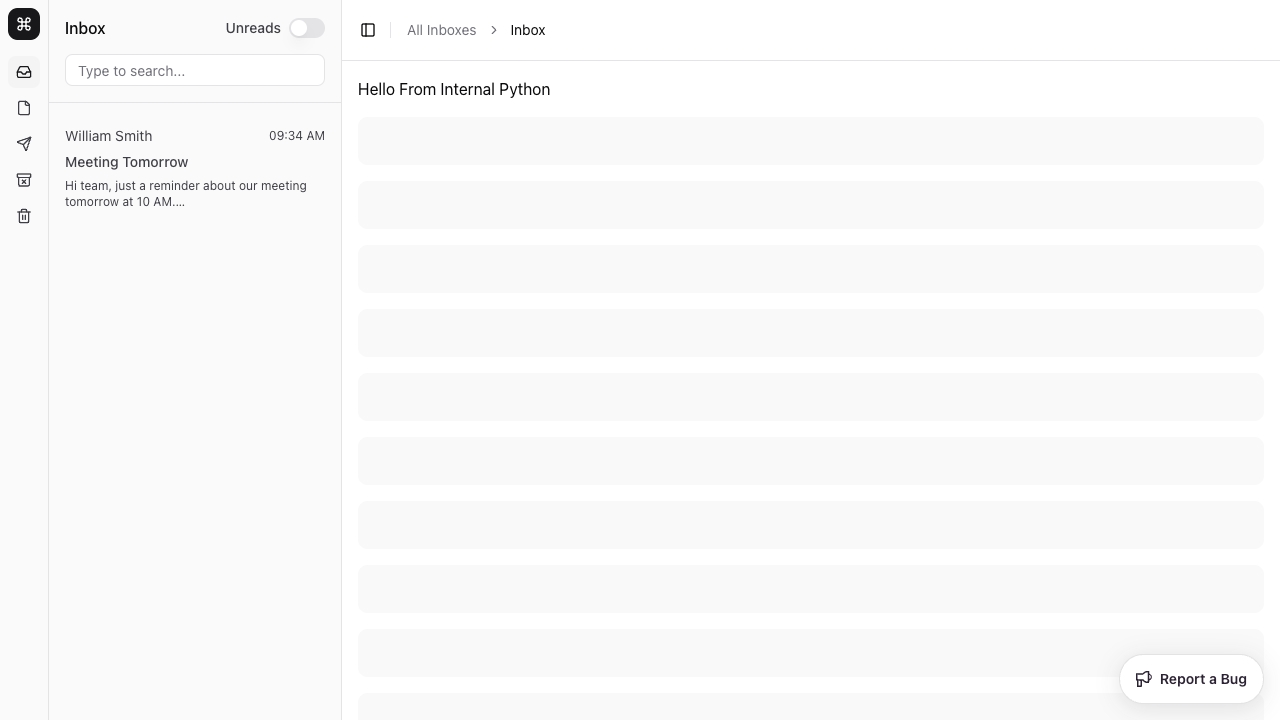 Inbox
Unreads
Type to search...
William Smith
09:34 AM
Meeting Tomorrow
Hi team, just a reminder about our meeting
tomorrow at 10 AM....
All Inboxes
Inbox
Hello From Internal Python
Report a Bug